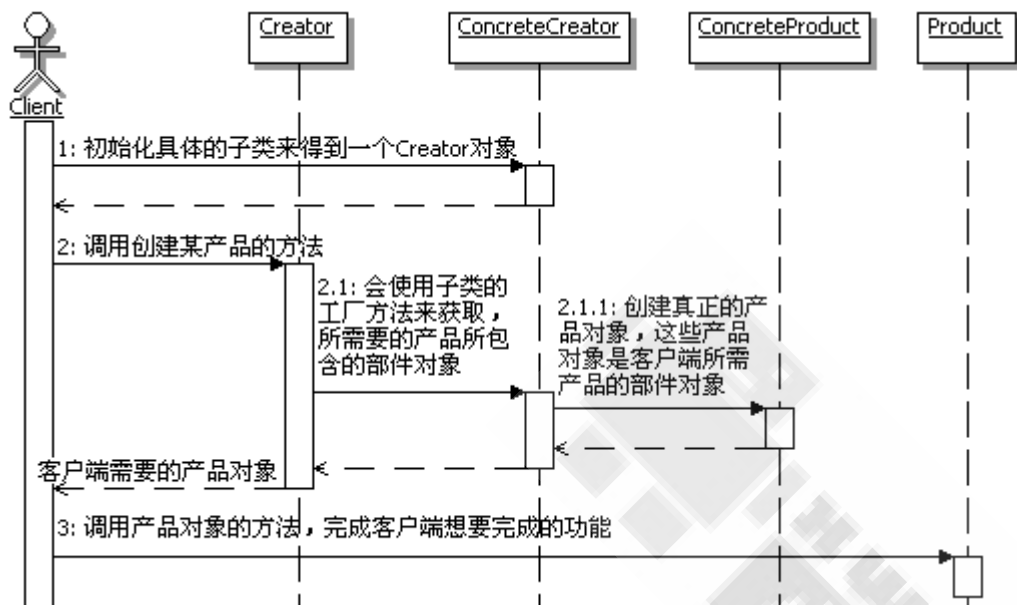 Creator
ConcreteCreator
ConcreteProduct
Product
Client
1: 初始化具体的子类来得到一个Creator对象
2: 调用创建某产品的方法
2.1: 会使用子类的
工厂方法来获取，
所需要的产品所包
含的部件对象
2.1.1: 创建真正的产
品对象，这些产品
对象是客户端所需
产品的部件对象
客户端需要的产品对象
3: 调用产品对象的方法，完成客户端想要完成的功能